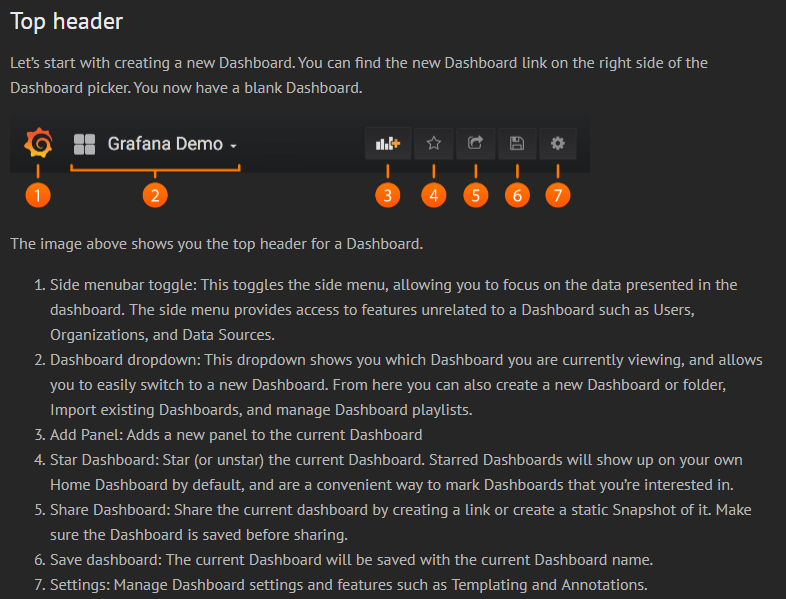 Top header
Let’s start with creating a new Dashboard. You can find the new Dashboard link on the right side of the
Dashboard picker. You now have a blank Dashboard.
Grafana Demo
1 2 3 4 5 6 7
The image above shows you the top header for a Dashboard.
1. Side menubar toggle: This toggles the side menu, allowing you to focus on the data presented in the
dashboard. The side menu provides access to features unrelated to a Dashboard such as Users,
Organizations, and Data Sources.
2. Dashboard dropdown: This dropdown shows you which Dashboard you are currently viewing, and allows
you to easily switch to a new Dashboard. From here you can also create a new Dashboard or folder,
Import existing Dashboards, and manage Dashboard playlists.
3. Add Panel: Adds a new panel to the current Dashboard
4. Star Dashboard: Star (or unstar) the current Dashboard. Starred Dashboards will show up on your own
Home Dashboard by default, and are a convenient way to mark Dashboards that you’re interested in.
5. Share Dashboard: Share the current dashboard by creating a link or create a static Snapshot of it. Make
sure the Dashboard is saved before sharing.
6. Save dashboard: The current Dashboard will be saved with the current Dashboard name.
7. Settings: Manage Dashboard settings and features such as Templating and Annotations.